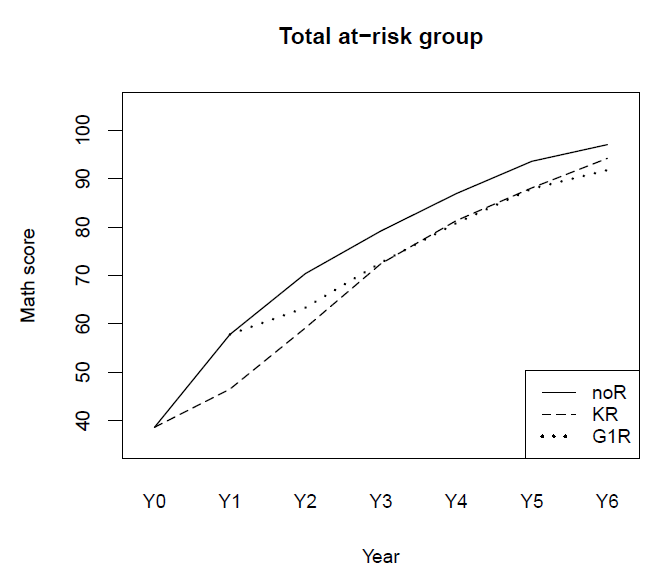 Total at−risk group
Math score
100
90
80
70
60
50
40
noR
KR
G1R
Y0 Y1 Y2 Y3 Y4 Y5 Y6
Year